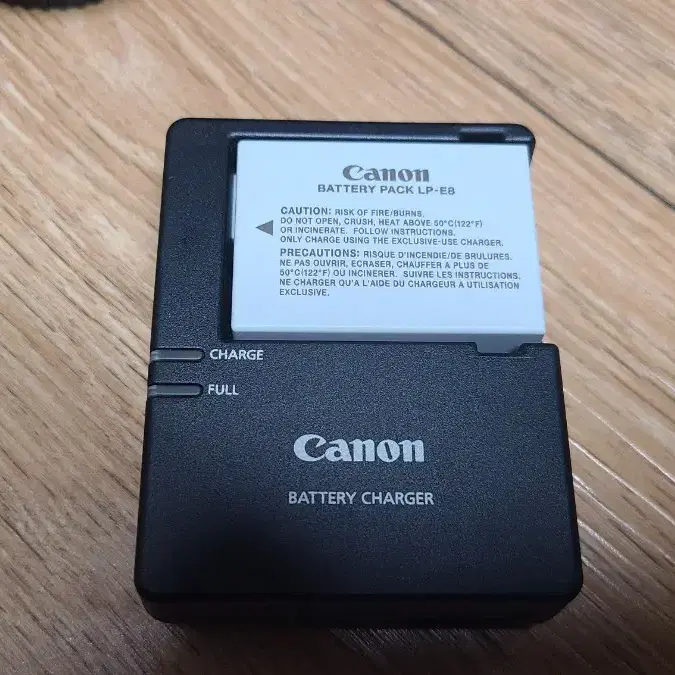 Canon
BATTERY PACK LP-E8
CAUTION: RISK OF FIRE/BURNS.
DO NOT OPEN, CRUSH, HEAT ABOVE 50°C(122°F)
OR INCINERATE. FOLLOW INSTRUCTIONS.
ONLY CHARGE USING THE EXCLUSIVE-USE CHARGER.
PRECAUTIONS: RISQUE D'INCENDIE/DE BRULURES.
NE PAS OUVRIR, ECRASER, CHAUFFER A PLUS DE
50°C(122°F) OU INCINERER. SUIVRE LES INSTRUCTIONS.
NE CHARGER QU'A L'AIDE DU CHARGEUR A UTILISATION
EXCLUSIVE.
CHARGE
FULL
Canon
BATTERY CHARGER